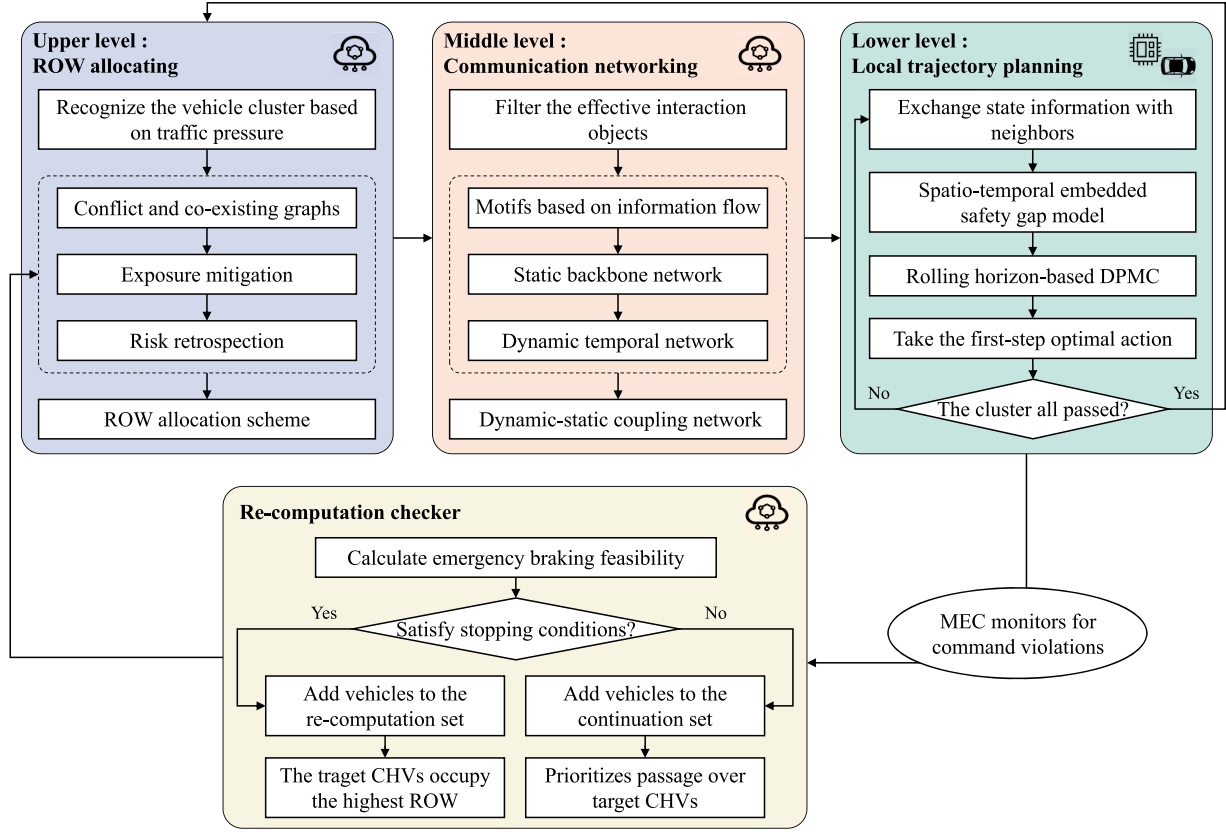 Upper level :
ROW allocating
Recognize the vehicle cluster based
on traffic pressure
Conflict and co-existing graphs
Exposure mitigation
Risk retrospection
ROW allocation scheme
Middle level :
Communication networking
Filter the effective interaction
objects
Motifs based on information flow
Static backbone network
Dynamic temporal network
Dynamic-static coupling network
Lower level :
Local trajectory planning
Exchange state information with
neighbors
Spatio-temporal embedded
safety gap model
Rolling horizon-based DPMC
Take the first-step optimal action
No
The cluster all passed?
Yes
MEC monitors for
command violations
Re-computation checker
Calculate emergency braking feasibility
Yes
Satisfy stopping conditions?
No
Add vehicles to the
re-computation set
The traget CHVs occupy
the highest ROW
Add vehicles to the
continuation set
Prioritizes passage over
target CHVs